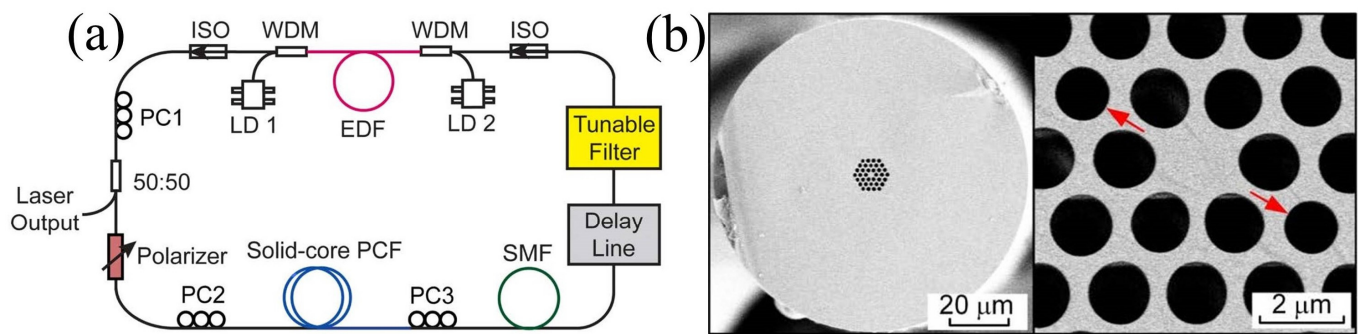 (a)
ISO
WDM
WDM
ISO
PC1
LD 1
EDF
LD 2
Tunable
Filter
50:50
Laser
Output
Delay
Line
Polarizer
Solid-core PCF
SMF
PC2
PC3
(b)
20 μm
2 μm